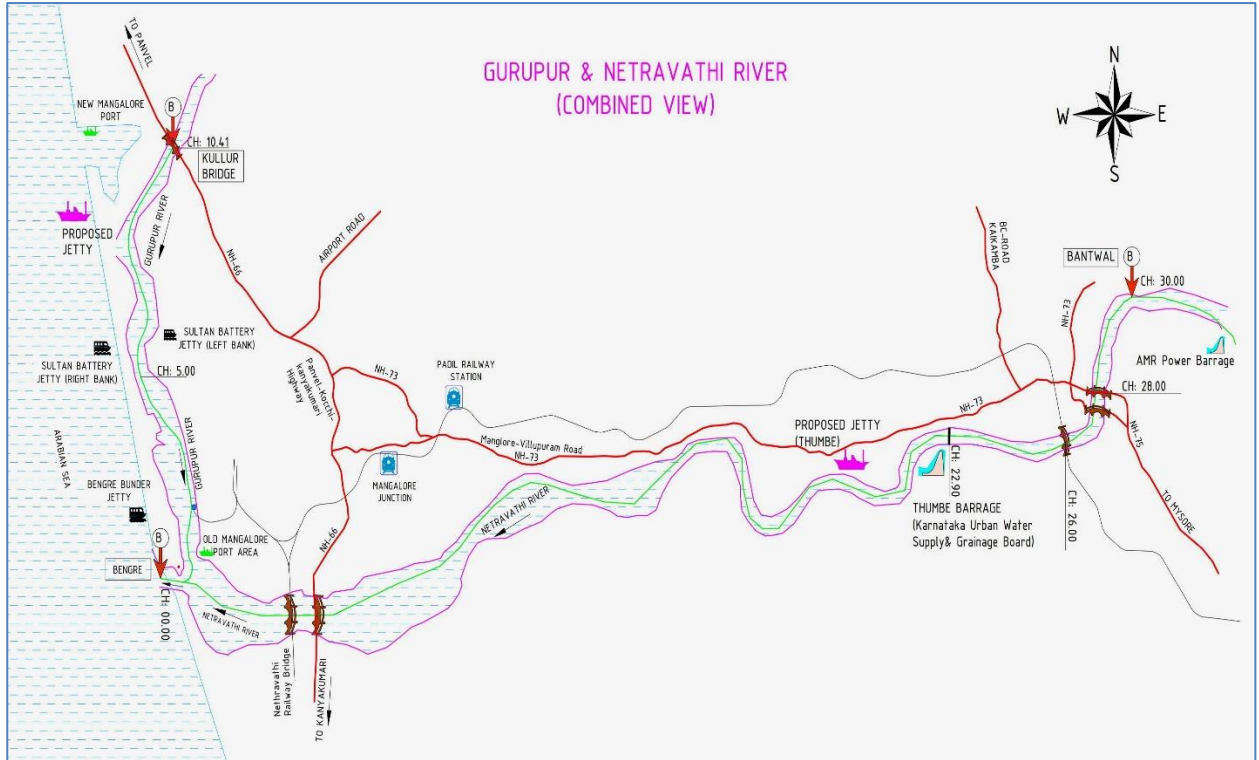 GURUPUR & NETRAVATHI RIVER
(COMBINED VIEW)
N
W
E
S
TO PANVEL
NEW MANGALORE
PORT
B
CH: 10.41
KULLUR
BRIDGE
PROPOSED
JETTY
GURUPUR RIVER
NH-66
AIRPORT ROAD
SULTAN BATTERY
JETTY (LEFT BANK)
SULTAN BATTERY
JETTY (RIGHT BANK)
CH: 5.00
Panvel-Kocchi-
kanyakumari
Highway
NH-73
PADIL RAILWAY
STATION
Manglore-Villupuram Road
NH-73
MANGALORE
JUNCTION
GURUPUR RIVER
ARABIAN SEA
BENGRE BUNDER
JETTY
OLD MANGALORE
PORT AREA
B
BENGRE
CH: 00.00
NETRAVATHI RIVER
NH-66
Nethravathi
Railway Bridge
TO KANYAKUMARI
NETRAVATHI RIVER
PROPOSED JETTY
(THUMBE)
NH-73
CH: 22.90
THUMBE BARRAGE
(Karnataka Urban Water
Supply& Grainage Board)
CH: 26.00
BC-ROAD
KAIKAMBA
NH-73
BANTWAL
B
CH: 30.00
AMR Power Barrage
CH: 28.00
NH-75
TO MYSORE